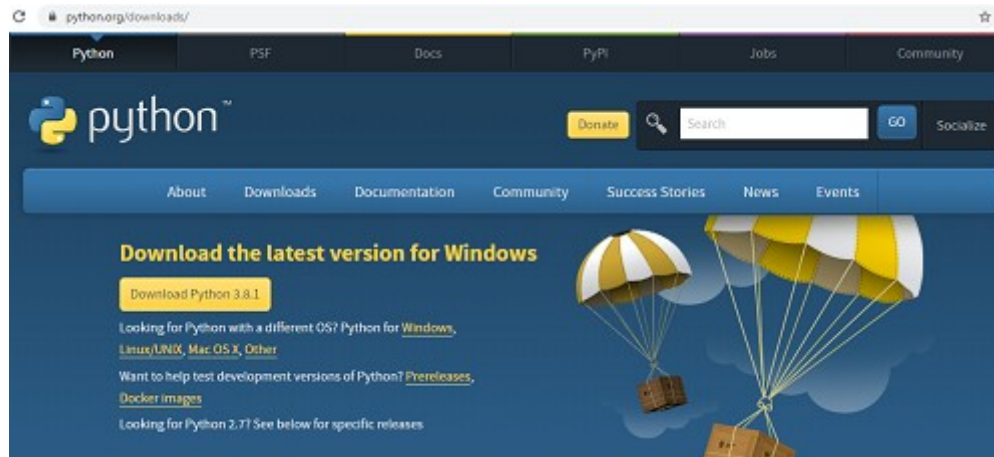 python.org/downloads/
Python PSF Docs PyPI Jobs Community
python™
Donate Search GO Socialize
About Downloads Documentation Community Success Stories News Events
Download the latest version for Windows
Download Python 3.8.1
Looking for Python with a different OS? Python for Windows,
Linux/UNIX, Mac OS X, Other
Want to help test development versions of Python? Prereleases,
Docker images
Looking for Python 2.7? See below for specific releases